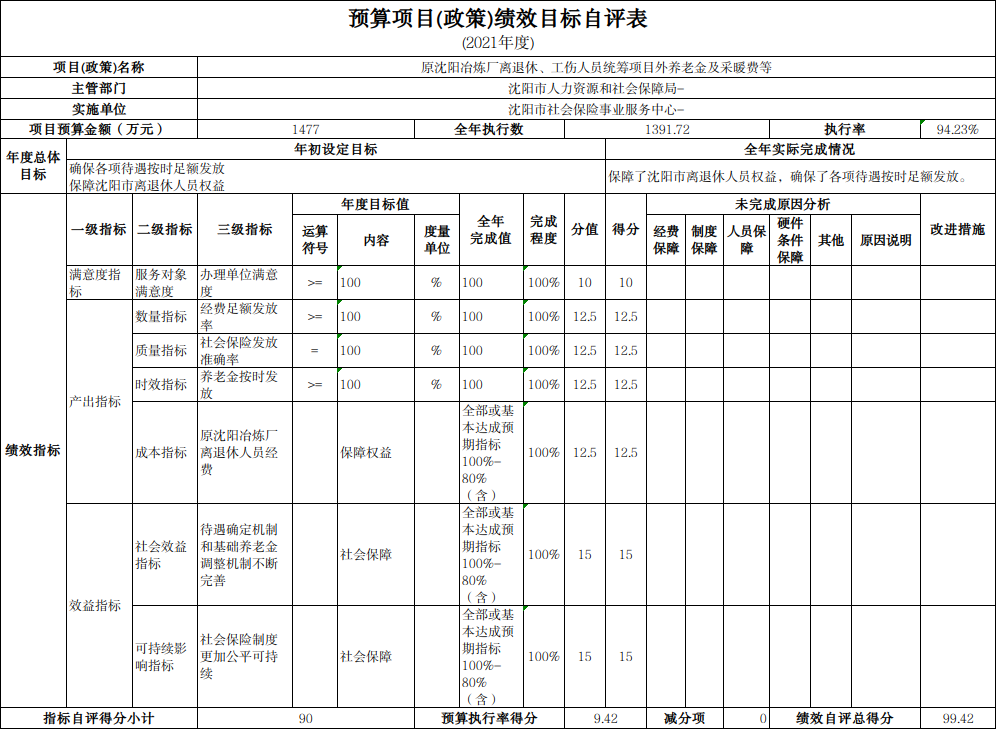 预算项目(政策)绩效目标自评表
(2021年度)
项目(政策)名称 原沈阳冶炼厂离退休、工伤人员统筹项目外养老金及采暖费等
主管部门 沈阳市人力资源和社会保障局-
实施单位 沈阳市社会保险事业服务中心-
项目预算金额（万元） 1477 全年执行数 1391.72 执行率 94.23%
年度总体目标 年初设定目标 全年实际完成情况
确保各项待遇按时足额发放
保障沈阳市离退休人员权益
保障了沈阳市离退休人员权益，确保了各项待遇按时足额发放。
绩效指标 一级指标 二级指标 三级指标 年度目标值 全年完成值 完成程度 分值 得分 未完成原因分析 改进措施
运算符号 内容 度量单位 经费保障 制度保障 人员保障 硬件条件保障 其他 原因说明
满意度指标 服务对象满意度 办理单位满意度 >= 100 % 100 100% 10 10
产出指标 数量指标 经费足额发放率 >= 100 % 100 100% 12.5 12.5
质量指标 社会保险发放准确率 = 100 % 100 100% 12.5 12.5
时效指标 养老金按时发放 >= 100 % 100 100% 12.5 12.5
成本指标 原沈阳冶炼厂离退休人员经费 保障权益 全部或基本达成预期指标100%-80%（含） 100% 12.5 12.5
效益指标 社会效益指标 待遇确定机制和基础养老金调整机制不断完善 社会保障 全部或基本达成预期指标100%-80%（含） 100% 15 15
可持续影响指标 社会保险制度更加公平可持续 社会保障 全部或基本达成预期指标100%-80%（含） 100% 15 15
指标自评得分小计 90 预算执行率得分 9.42 减分项 0 绩效自评总得分 99.42